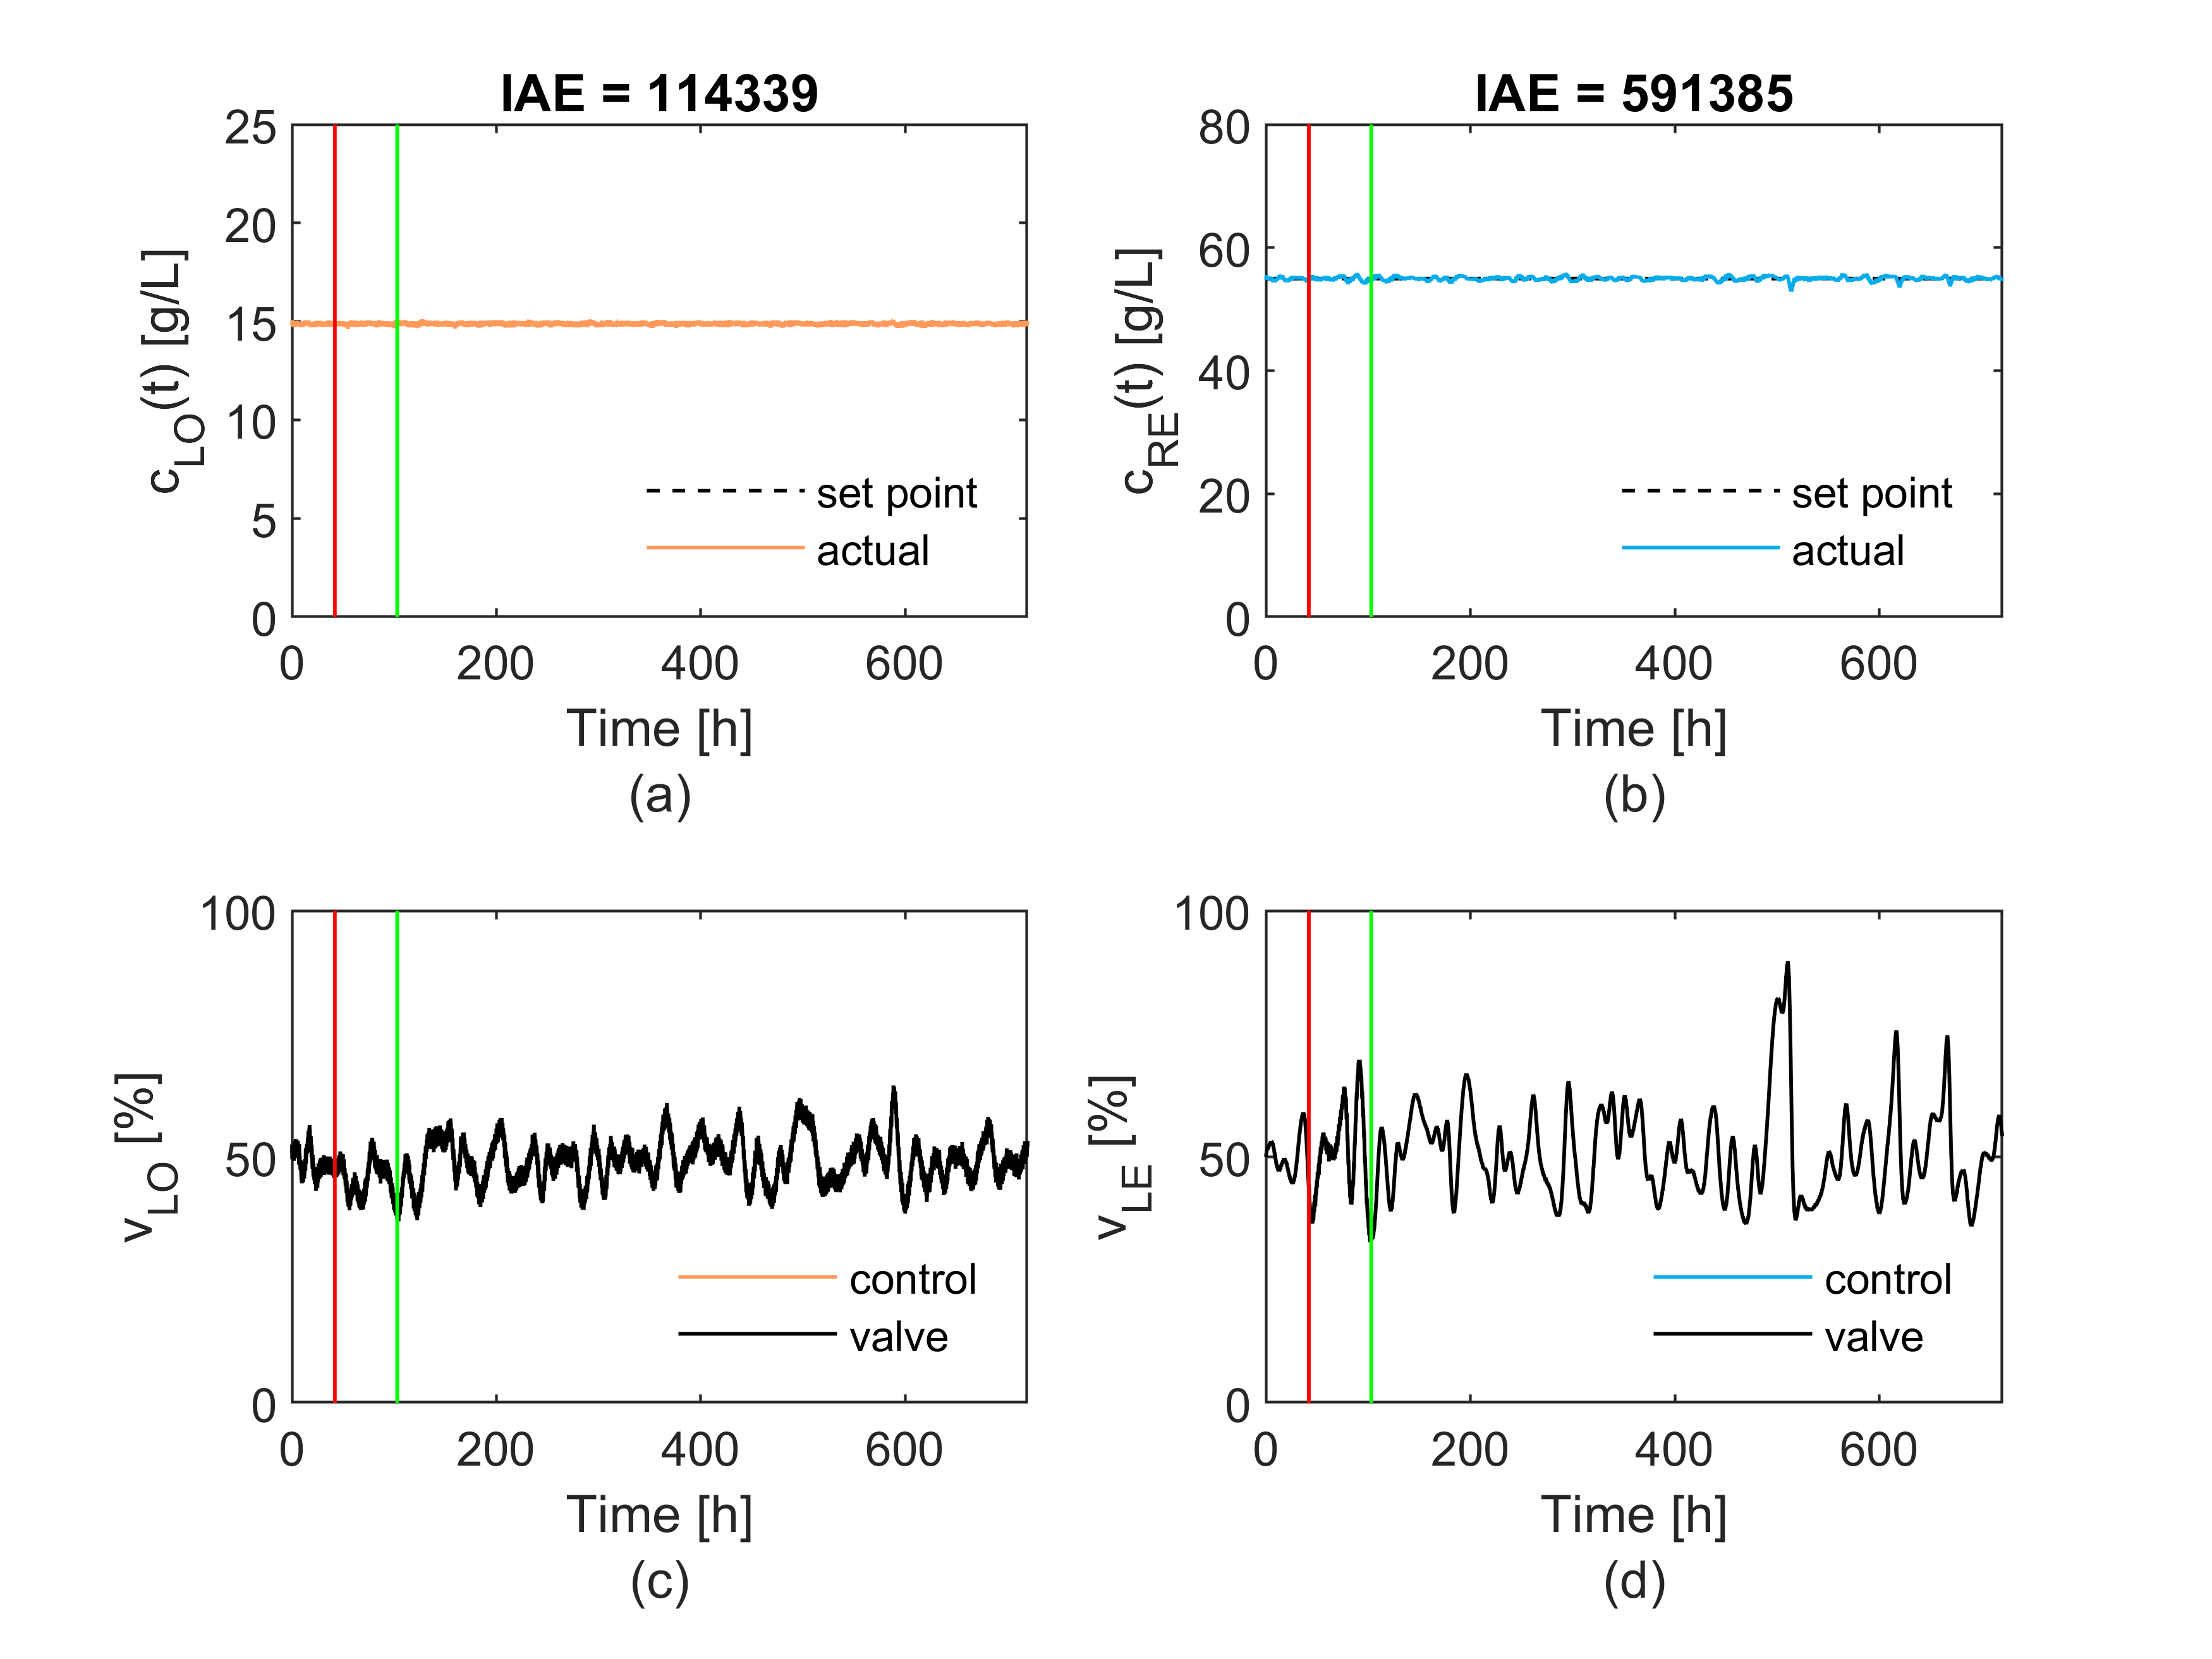 IAE = 114339
25
20
15
10
5
0
c_LO(t) [g/L]
set point
actual
0 200 400 600
Time [h]
(a)
IAE = 591385
80
60
40
20
0
c_RE(t) [g/L]
set point
actual
0 200 400 600
Time [h]
(b)
100
50
0
v_LO [%]
control
valve
0 200 400 600
Time [h]
(c)
100
50
0
v_LE [%]
control
valve
0 200 400 600
Time [h]
(d)